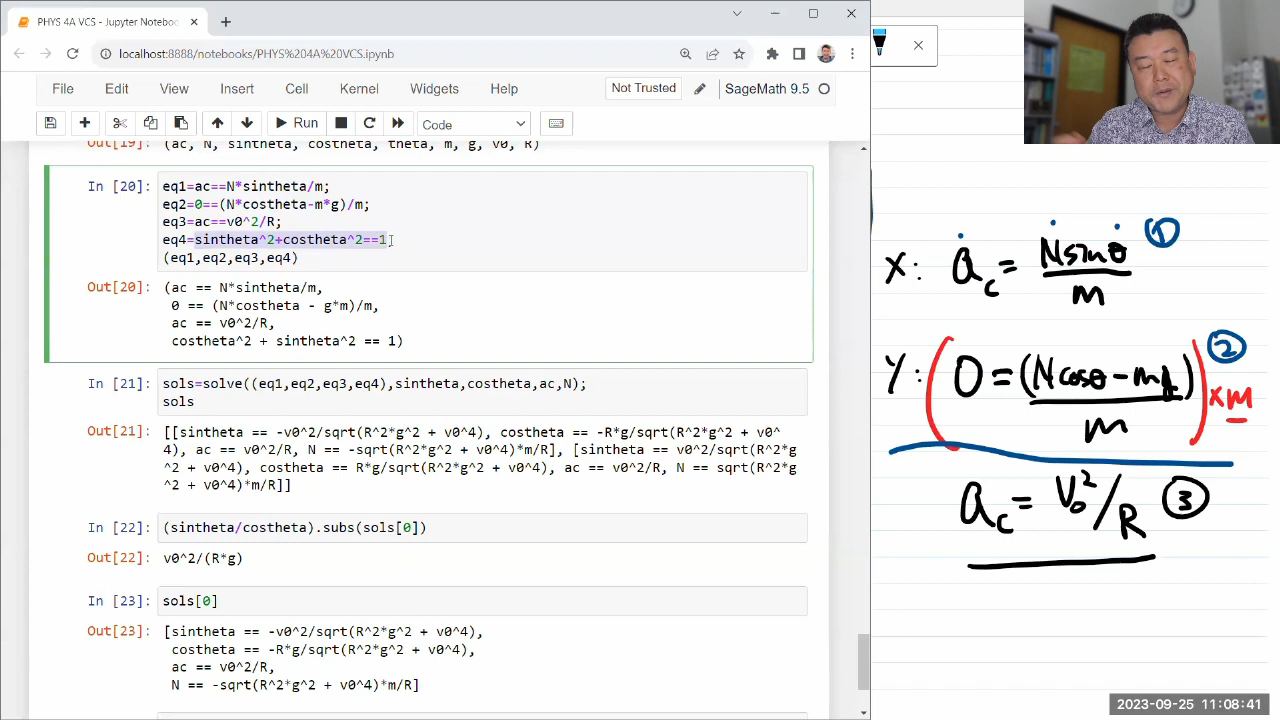 PHYS 4A VCS - Jupyter Noteboo
localhost:8888/notebooks/PHYS%204A%20VCS.ipynb
File Edit View Insert Cell Kernel Widgets Help Not Trusted SageMath 9.5
Run Code
Out[19]: (ac, N, sintheta, costheta, theta, m, g, v0, R)
In [20]: eq1=ac==N*sintheta/m;
eq2=0==(N*costheta-m*g)/m;
eq3=ac==v0^2/R;
eq4=sintheta^2+costheta^2==1
(eq1,eq2,eq3,eq4)
Out[20]: (ac == N*sintheta/m,
0 == (N*costheta - g*m)/m,
ac == v0^2/R,
costheta^2 + sintheta^2 == 1)
In [21]: sols=solve((eq1,eq2,eq3,eq4),sintheta,costheta,ac,N);
sols
Out[21]: [[sintheta == -v0^2/sqrt(R^2*g^2 + v0^4), costheta == -R*g/sqrt(R^2*g^2 + v0^
4), ac == v0^2/R, N == -sqrt(R^2*g^2 + v0^4)*m/R], [sintheta == v0^2/sqrt(R^2*g
^2 + v0^4), costheta == R*g/sqrt(R^2*g^2 + v0^4), ac == v0^2/R, N == sqrt(R^2*g
^2 + v0^4)*m/R]]
In [22]: (sintheta/costheta).subs(sols[0])
Out[22]: v0^2/(R*g)
In [23]: sols[0]
Out[23]: [sintheta == -v0^2/sqrt(R^2*g^2 + v0^4),
costheta == -R*g/sqrt(R^2*g^2 + v0^4),
ac == v0^2/R,
N == -sqrt(R^2*g^2 + v0^4)*m/R]
X: a_c = Nsinθ/m ①
Y: (0 = (Ncosθ - mg)/m) × m ②
a_c = V_0^2/R ③
2023-09-25 11:08:41